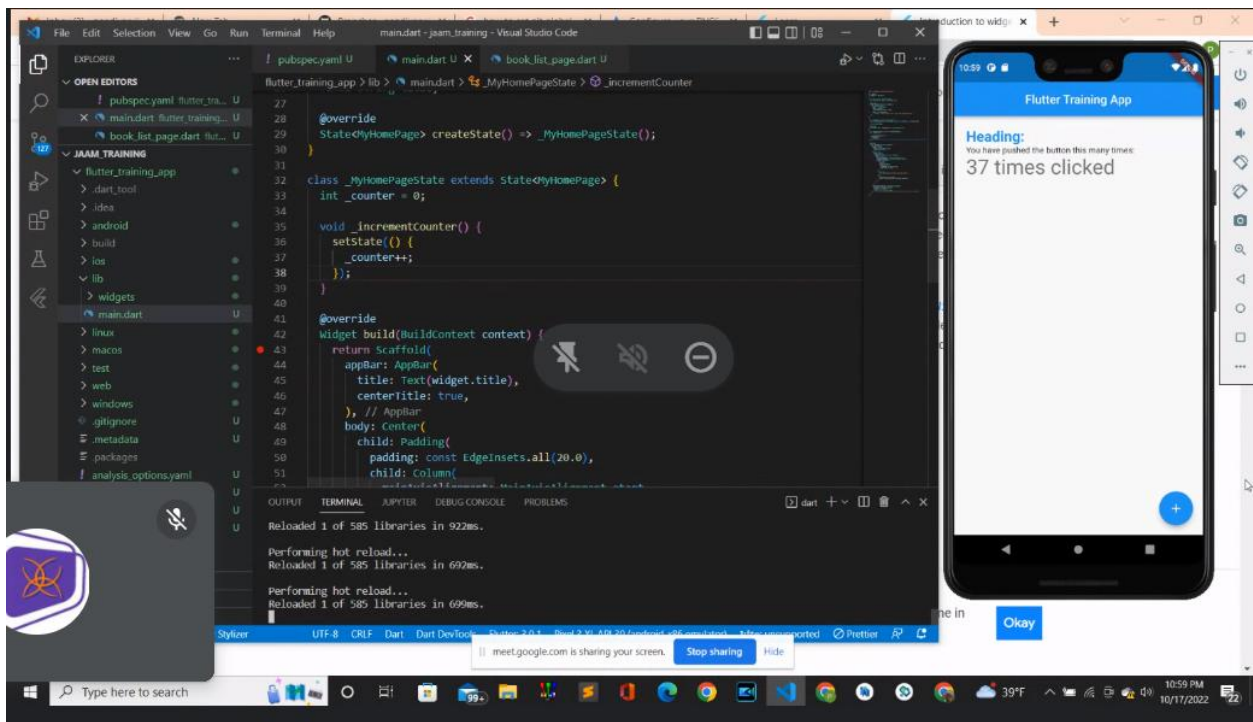 File Edit Selection View Go Run Terminal Help main.dart - jaam_training - Visual Studio Code
EXPLORER
OPEN EDITORS
! pubspec.yaml flutter_tra... U
main.dart flutter_training... U
book_list_page.dart flut... U
JAAM_TRAINING
flutter_training_app
.dart_tool
.idea
android
build
ios
lib
widgets
main.dart U
linux
macos
test
web
windows
.gitignore U
.metadata U
.packages
! analysis_options.yaml U
U
U
U
127
! pubspec.yaml U main.dart U book_list_page.dart U
flutter_training_app > lib > main.dart > _MyHomePageState > _incrementCounter
27
28 @override
29 State<MyHomePage> createState() => _MyHomePageState();
30 }
31
32 class _MyHomePageState extends State<MyHomePage> {
33 int _counter = 0;
34
35 void _incrementCounter() {
36 setState(() {
37 _counter++;
38 });
39 }
40
41 @override
42 Widget build(BuildContext context) {
43 return Scaffold(
44 appBar: AppBar(
45 title: Text(widget.title),
46 centerTitle: true,
47 ), // AppBar
48 body: Center(
49 child: Padding(
50 padding: const EdgeInsets.all(20.0),
51 child: Column(
OUTPUT TERMINAL JUPYTER DEBUG CONSOLE PROBLEMS
dart
Reloaded 1 of 585 libraries in 922ms.
Performing hot reload...
Reloaded 1 of 585 libraries in 692ms.
Performing hot reload...
Reloaded 1 of 585 libraries in 699ms.
Stylizer UTF-8 CRLF Dart Dart DevTools Prettier
meet.google.com is sharing your screen. Stop sharing Hide
10:59
Flutter Training App
Heading:
You have pushed the button this many times:
37 times clicked
+
me in
Okay
Type here to search
99+
39°F
10:59 PM
10/17/2022
22